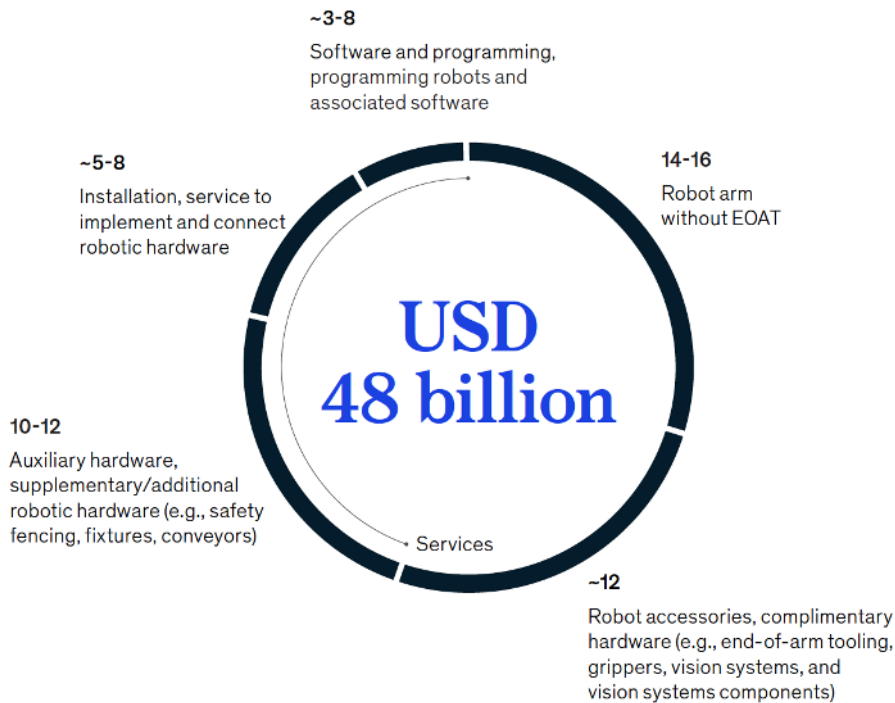 ~3-8
Software and programming,
programming robots and
associated software
~5-8
Installation, service to
implement and connect
robotic hardware
14-16
Robot arm
without EOAT
USD
48 billion
10-12
Auxiliary hardware,
supplementary/additional
robotic hardware (e.g., safety
fencing, fixtures, conveyors)
Services
~12
Robot accessories, complimentary
hardware (e.g., end-of-arm tooling,
grippers, vision systems, and
vision systems components)